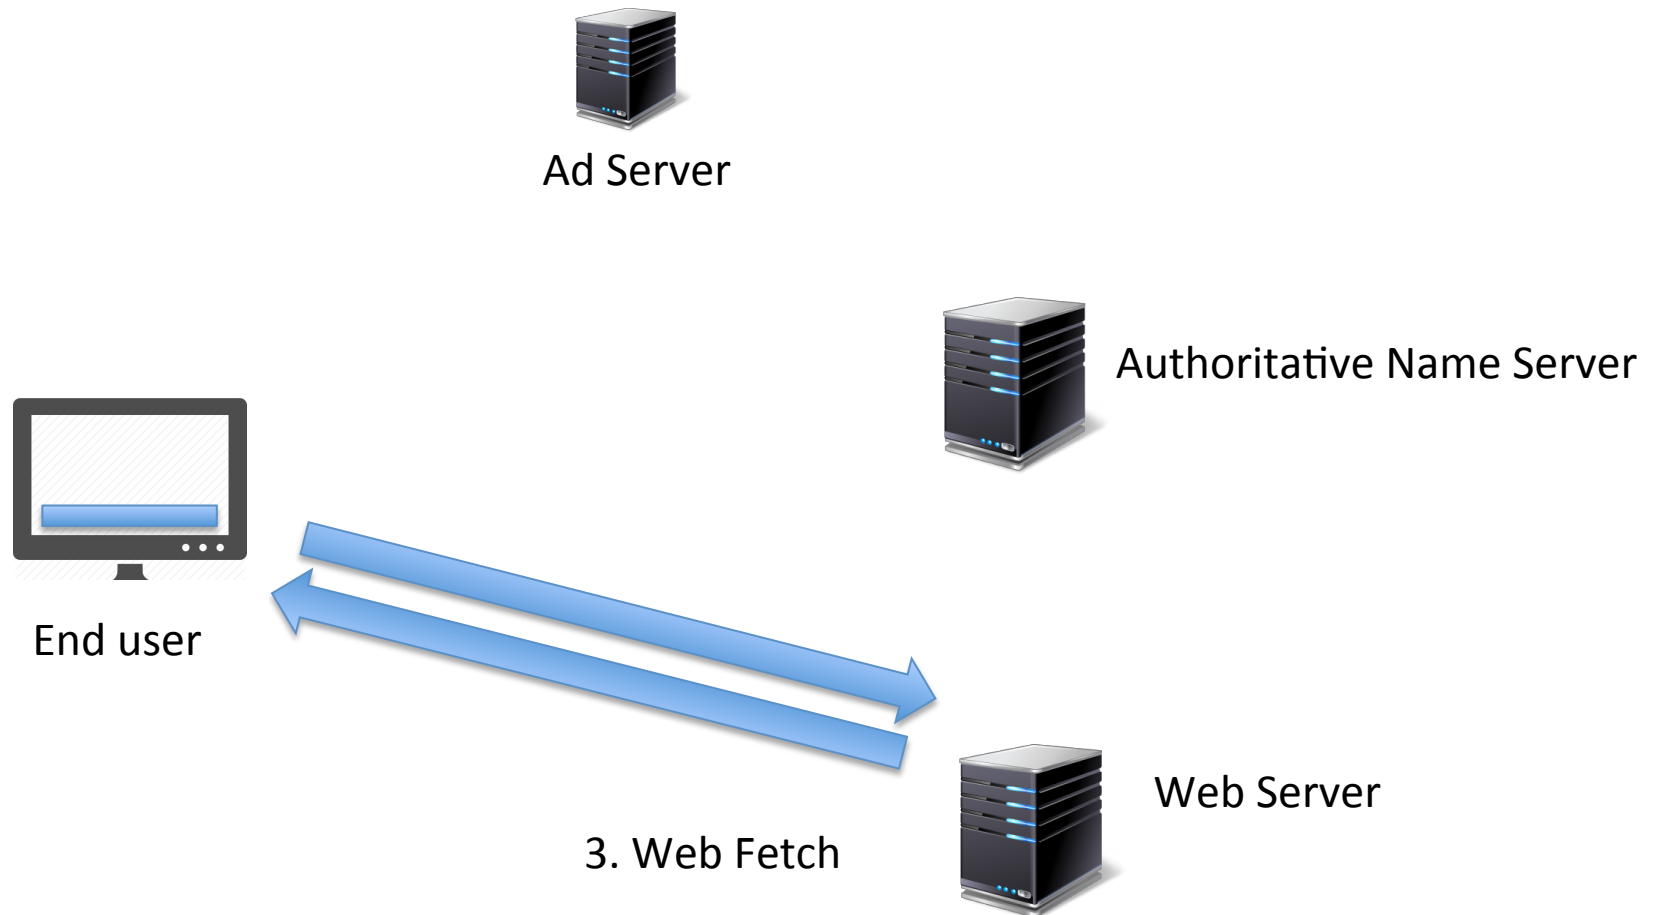 Ad Server
Authoritative Name Server
End user
Web Server
3. Web Fetch